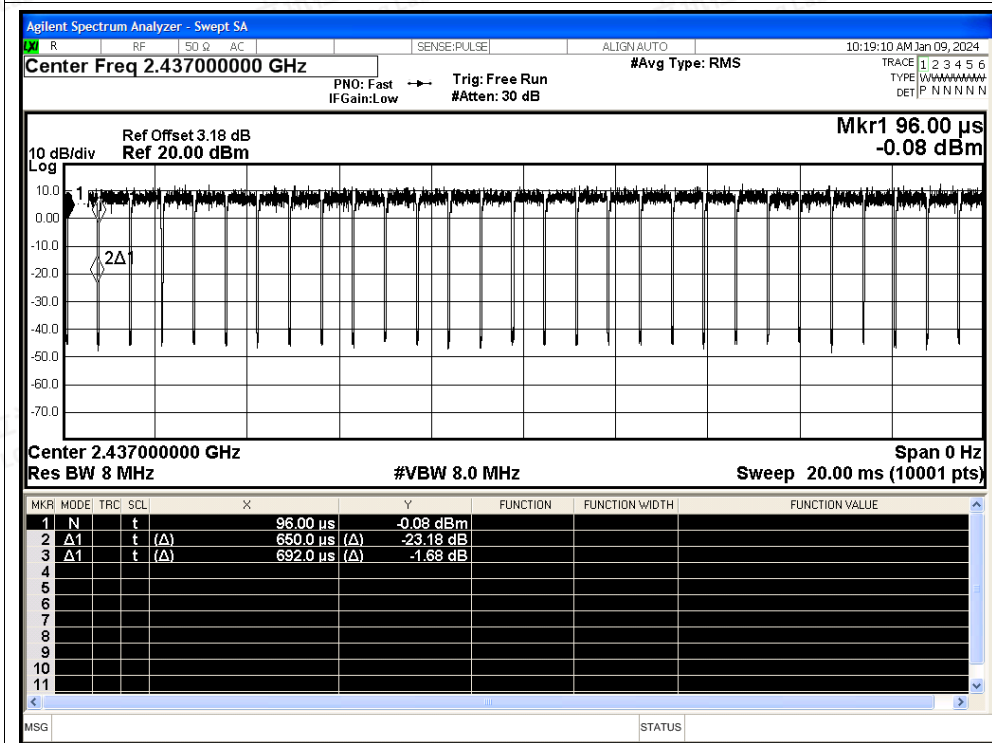 Agilent Spectrum Analyzer - Swept SA
LXI R RF 50 Ω AC SENSE:PULSE ALIGN AUTO 10:19:10 AM Jan 09, 2024
Center Freq 2.437000000 GHz #Avg Type: RMS TRACE 1 2 3 4 5 6
PNO: Fast Trig: Free Run TYPE
IFGain:Low #Atten: 30 dB DET P N N N N N
Mkr1 96.00 µs
Ref Offset 3.18 dB
10 dB/div Ref 20.00 dBm -0.08 dBm
Log
10.0
1
0.00
-10.0
2Δ1
-20.0
-30.0
-40.0
-50.0
-60.0
-70.0
Center 2.437000000 GHz Span 0 Hz
Res BW 8 MHz #VBW 8.0 MHz Sweep 20.00 ms (10001 pts)
MKR MODE TRC SCL X Y FUNCTION FUNCTION WIDTH FUNCTION VALUE
1 N t 96.00 µs -0.08 dBm
2 Δ1 t (Δ) 650.0 µs (Δ) -23.18 dB
3 Δ1 t (Δ) 692.0 µs (Δ) -1.68 dB
4
5
6
7
8
9
10
11
MSG STATUS